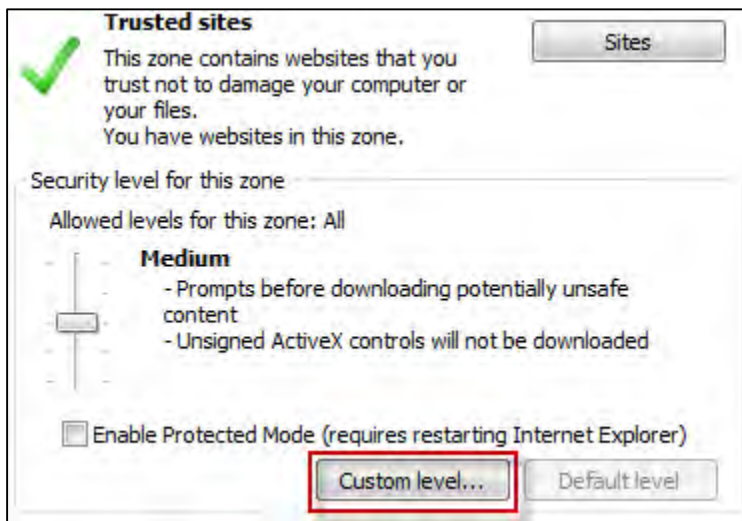 Trusted sites
Sites
This zone contains websites that you
trust not to damage your computer or
your files.
You have websites in this zone.
Security level for this zone
Allowed levels for this zone: All
Medium
- Prompts before downloading potentially unsafe
content
- Unsigned ActiveX controls will not be downloaded
Enable Protected Mode (requires restarting Internet Explorer)
Custom level...
Default level